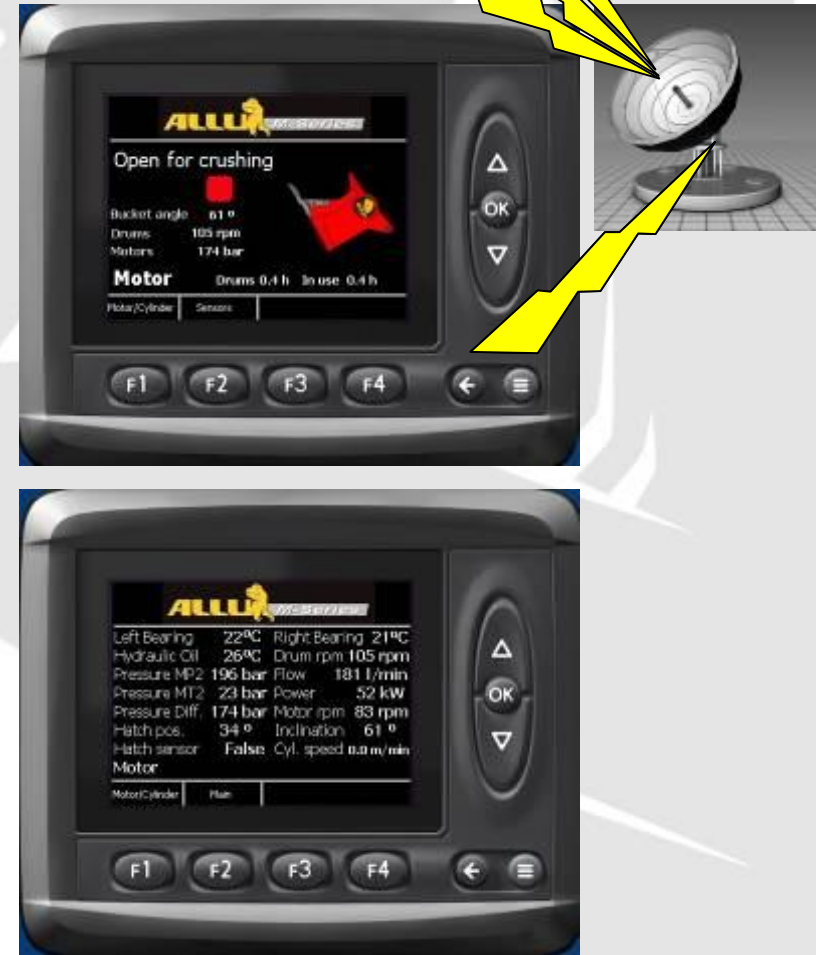 ALLU M-Series
Open for crushing
Bucket angle 61 º
Drums 105 rpm
Motors 174 bar
Motor Drums 0.4 h In use 0.4 h
Motor/Cylinder Sensors
OK
F1 F2 F3 F4
ALLU M-Series
Left Bearing 22ºC Right Bearing 21ºC
Hydraulic Oil 26ºC Drum rpm 105 rpm
Pressure MP2 196 bar Flow 181 l/min
Pressure MT2 23 bar Power 52 kW
Pressure Diff. 174 bar Motor rpm 83 rpm
Hatch pos. 34 º Inclination 61 º
Hatch sensor False Cyl. speed 0.0 m/min
Motor
Motor/Cylinder Main
OK
F1 F2 F3 F4